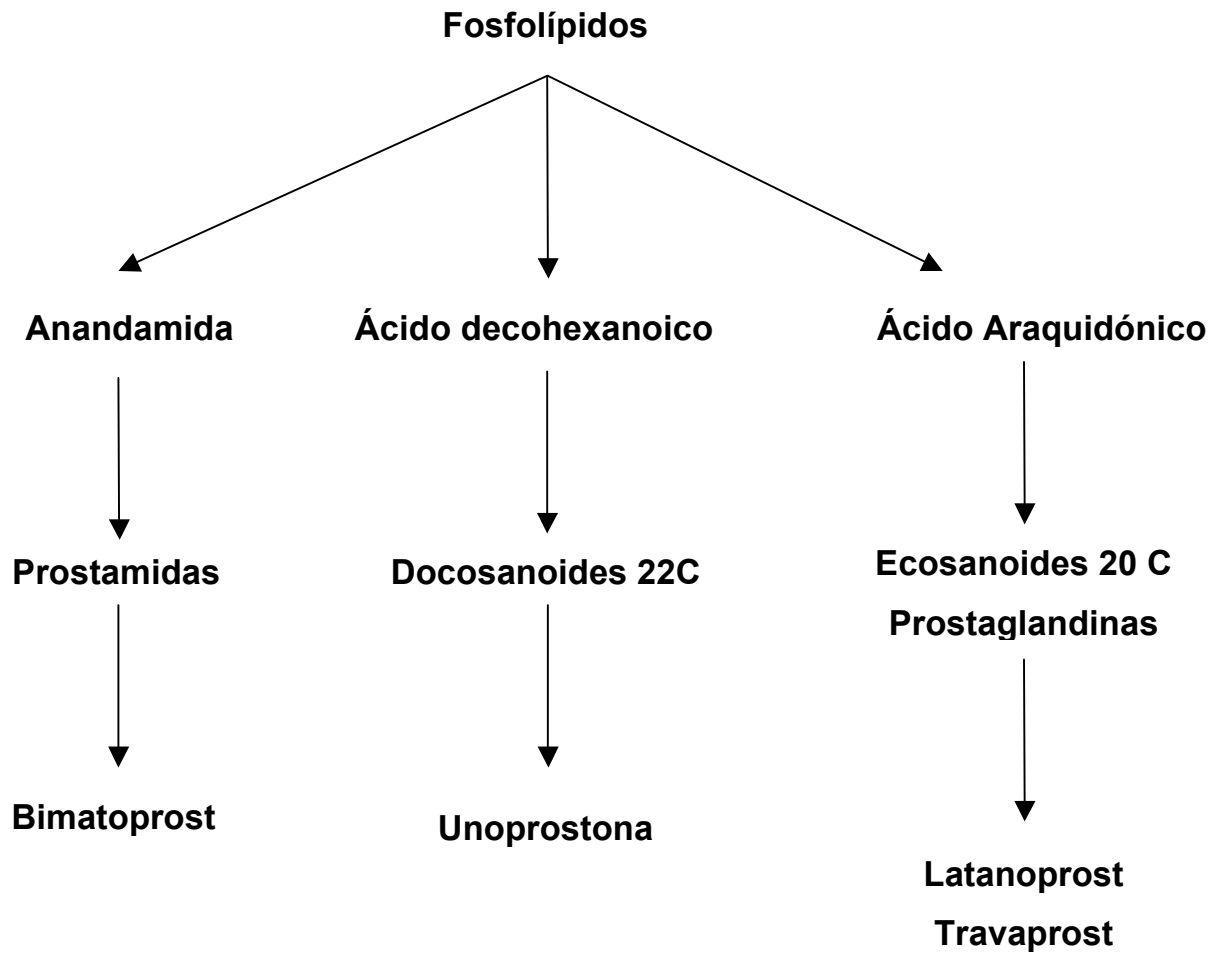 Fosfolípidos
Anandamida
Ácido decohexanoico
Ácido Araquidónico
Prostamidas
Docosanoides 22C
Ecosanoides 20 C
Prostaglandinas
Bimatoprost
Unoprostona
Latanoprost
Travaprost